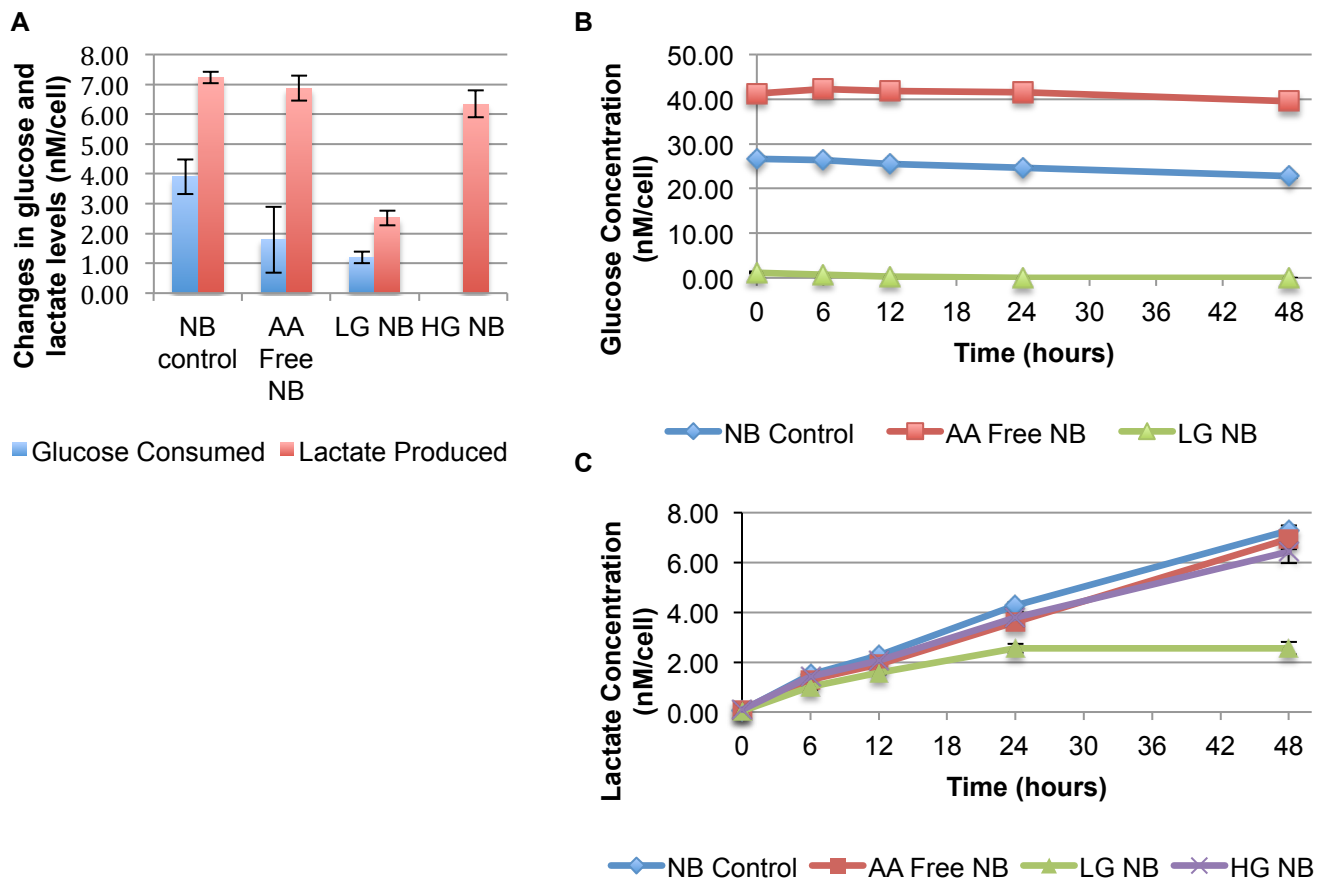 A
Changes in glucose and
lactate levels (nM/cell)
8.00
7.00
6.00
5.00
4.00
3.00
2.00
1.00
0.00
NB
control
AA
Free
NB
LG NB
HG NB
Glucose Consumed
Lactate Produced
B
Glucose Concentration
(nM/cell)
50.00
40.00
30.00
20.00
10.00
0.00
0 6 12 18 24 30 36 42 48
Time (hours)
NB Control
AA Free NB
LG NB
C
Lactate Concentration
(nM/cell)
8.00
6.00
4.00
2.00
0.00
0 6 12 24 30 36 42 48
Time (hours)
NB Control
AA Free NB
LG NB
HG NB